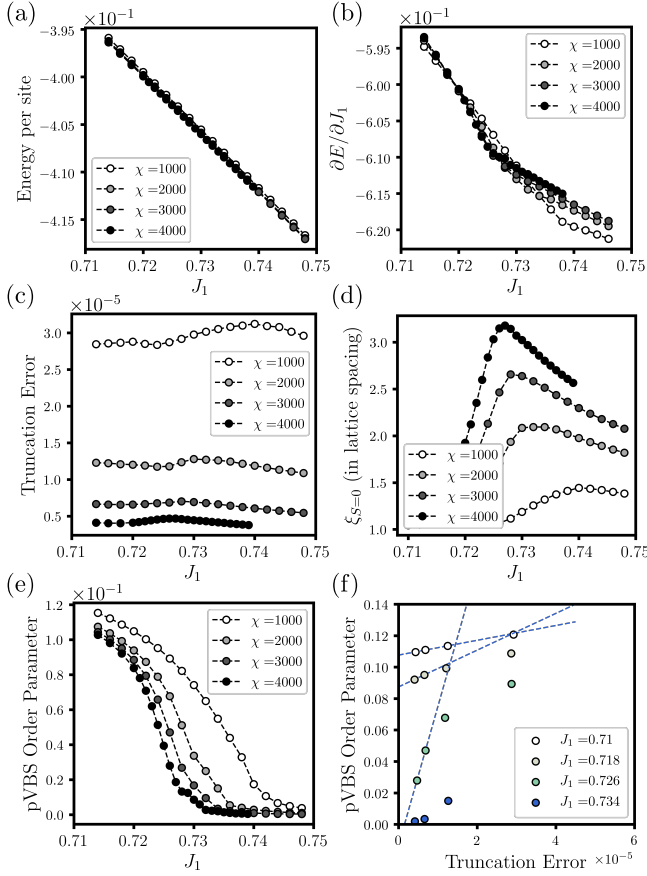 (a)
×10⁻¹
−3.95
−4.00
−4.05
−4.10
−4.15
Energy per site
χ =1000
χ =2000
χ =3000
χ =4000
0.71 0.72 0.73 0.74 0.75
J₁
(b)
×10⁻¹
−5.95
−6.00
−6.05
−6.10
−6.15
−6.20
∂E/∂J₁
χ =1000
χ =2000
χ =3000
χ =4000
0.71 0.72 0.73 0.74 0.75
J₁
(c)
×10⁻⁵
3.0
2.5
2.0
1.5
1.0
0.5
Truncation Error
χ =1000
χ =2000
χ =3000
χ =4000
0.71 0.72 0.73 0.74 0.75
J₁
(d)
3.0
2.5
2.0
1.5
1.0
ξ_{S=0} (in lattice spacing)
χ =1000
χ =2000
χ =3000
χ =4000
0.71 0.72 0.73 0.74 0.75
J₁
(e)
×10⁻¹
1.2
1.0
0.8
0.6
0.4
0.2
0.0
pVBS Order Parameter
χ =1000
χ =2000
χ =3000
χ =4000
0.71 0.72 0.73 0.74 0.75
J₁
(f)
0.14
0.12
0.10
0.08
0.06
0.04
0.02
0.00
pVBS Order Parameter
J₁ =0.71
J₁ =0.718
J₁ =0.726
J₁ =0.734
0 2 4 6
Truncation Error ×10⁻⁵